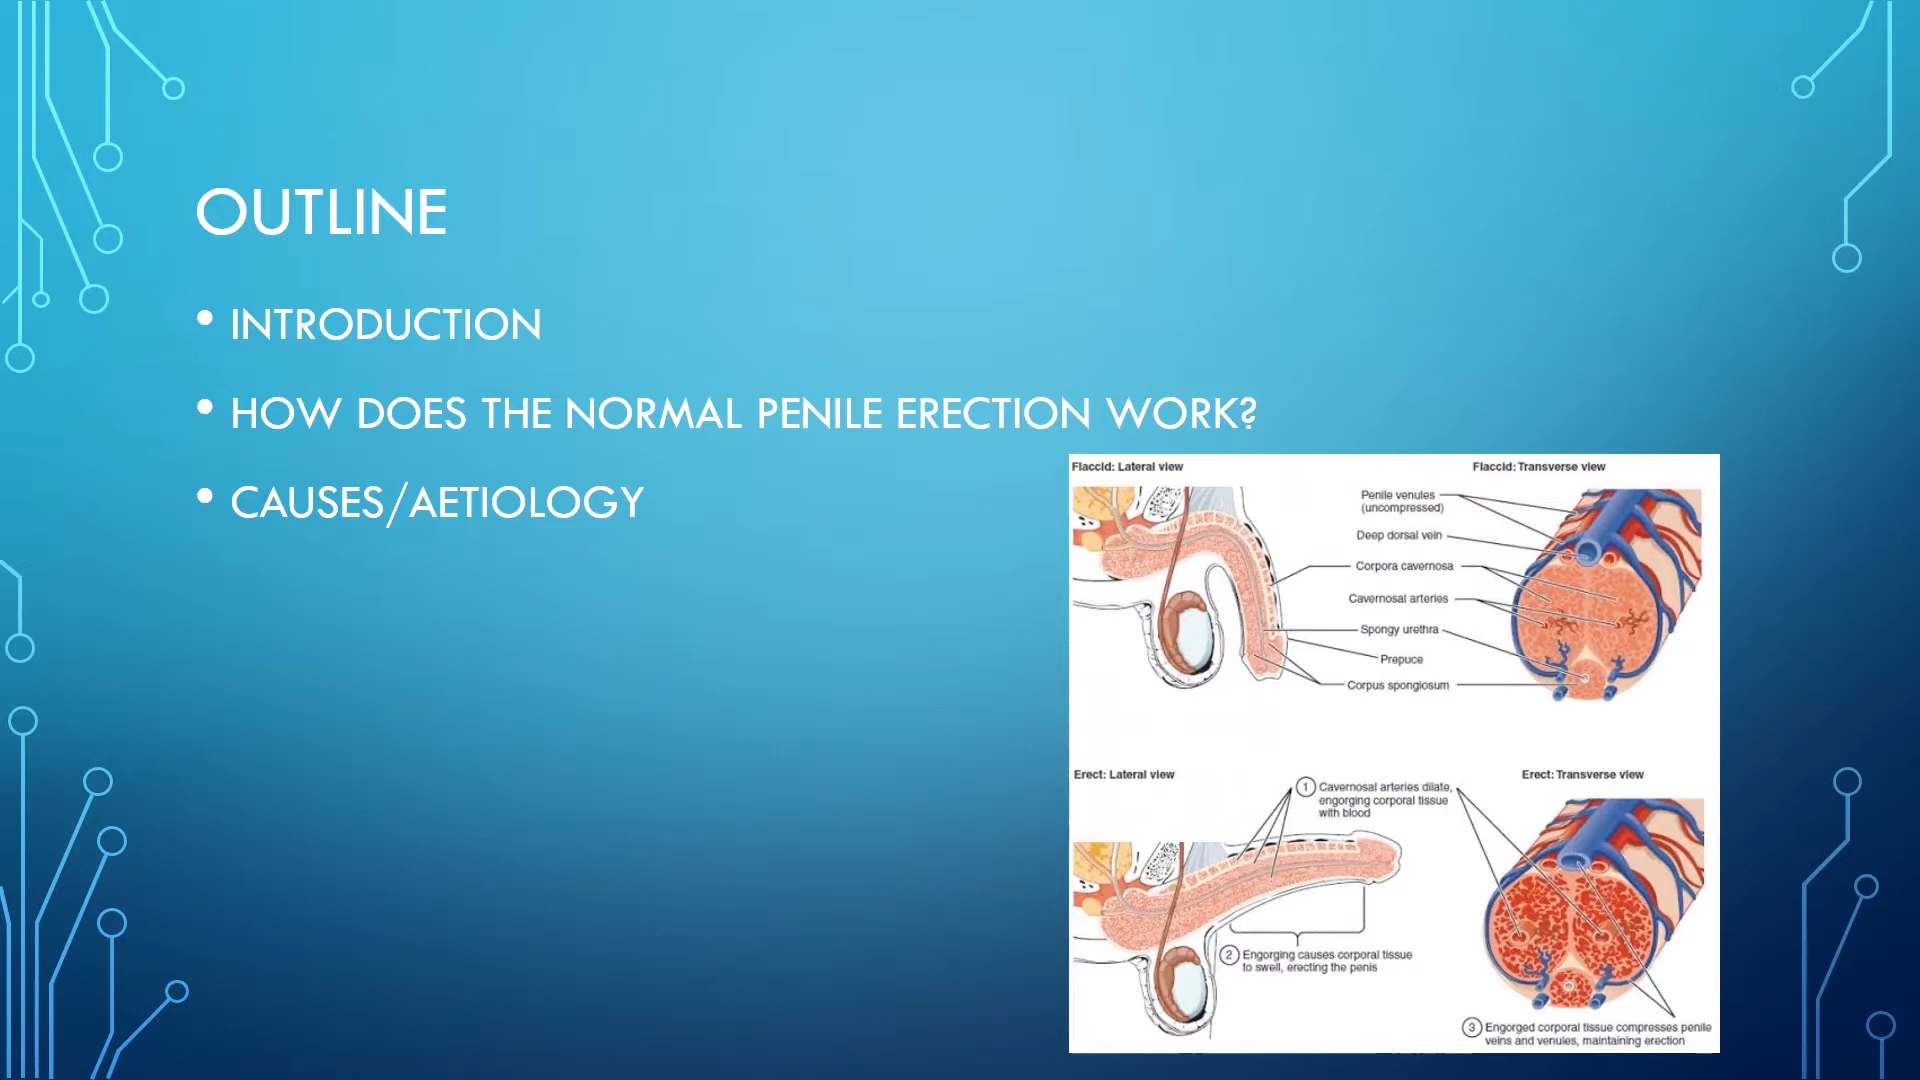 OUTLINE
• INTRODUCTION
• HOW DOES THE NORMAL PENILE ERECTION WORK?
• CAUSES/AETIOLOGY
Flaccid: Lateral view
Flaccid: Transverse view
Penile venules
(uncompressed)
Deep dorsal vein
Corpora cavernosa
Cavernosal arteries
Spongy urethra
Prepuce
Corpus spongiosum
Erect: Lateral view
Erect: Transverse view
1 Cavernosal arteries dilate,
engorging corporal tissue
with blood
2 Engorging causes corporal tissue
to swell, erecting the penis
3 Engorged corporal tissue compresses penile
veins and venules, maintaining erection